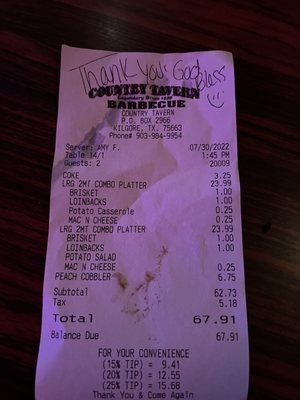 Thank you! God Bless
COUNTRY TAVERN
BARBECUE
COUNTRY TAVERN
P.O. BOX 2966
KILGORE, TX. 75663
Phone# 903-984-9954
Server: AMY F. 07/30/2022
Table 14/1 1:45 PM
Guests: 2 20009
COKE 3.25
LRG 2MT COMBO PLATTER 23.99
BRISKET 1.00
LOINBACKS 1.00
Potato Casserole 0.25
MAC N CHEESE 0.25
LRG 2MT COMBO PLATTER 23.99
BRISKET 1.00
LOINBACKS 1.00
POTATO SALAD
MAC N CHEESE 0.25
PEACH COBBLER 6.75
Subtotal 62.73
Tax 5.18
Total 67.91
Balance Due 67.91
FOR YOUR CONVENIENCE
(15% TIP) = 9.41
(20% TIP) = 12.55
(25% TIP) = 15.68
Thank You & Come Again